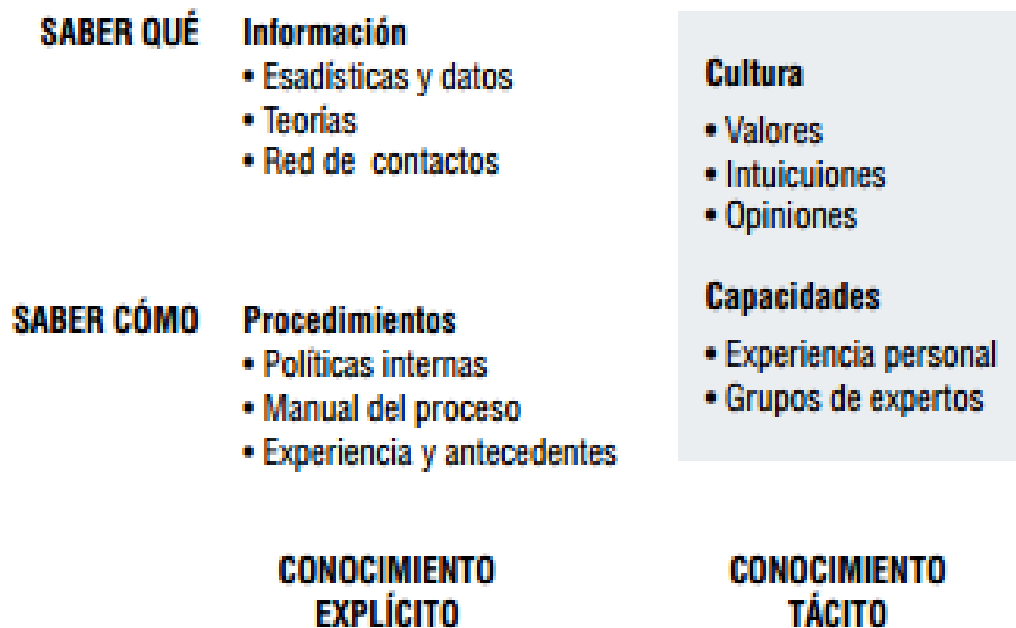 SABER QUÉ
Información
• Esadísticas y datos
• Teorías
• Red de contactos
Cultura
• Valores
• Intuicuiones
• Opiniones
SABER CÓMO
Procedimientos
• Políticas internas
• Manual del proceso
• Experiencia y antecedentes
Capacidades
• Experiencia personal
• Grupos de expertos
CONOCIMIENTO
EXPLÍCITO
CONOCIMIENTO
TÁCITO